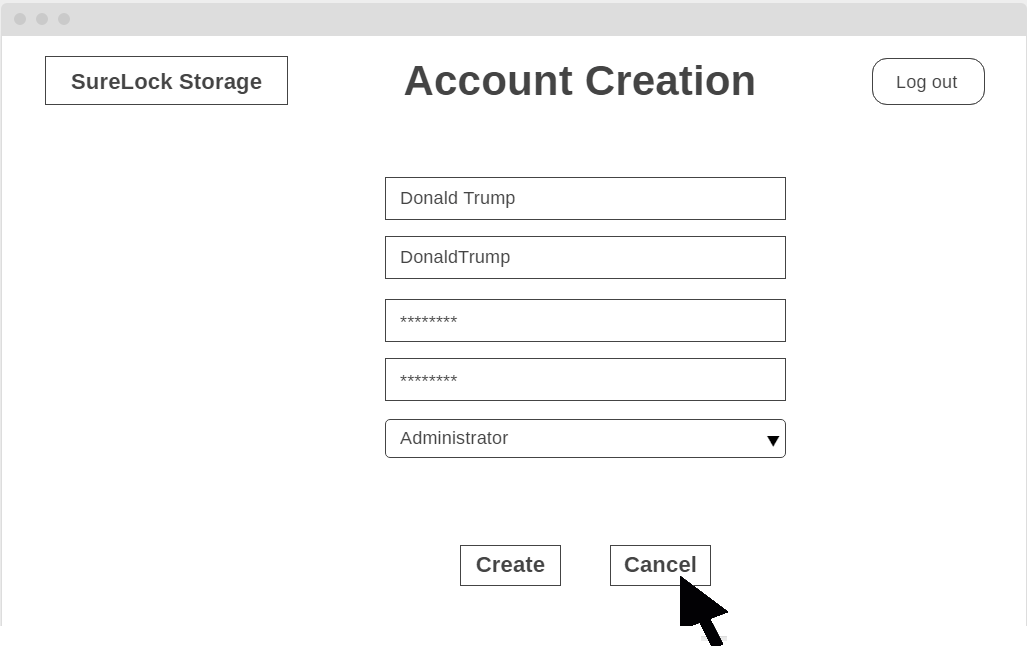 SureLock Storage
Account Creation
Log out
Donald Trump
DonaldTrump
********
********
Administrator
Create
Cancel